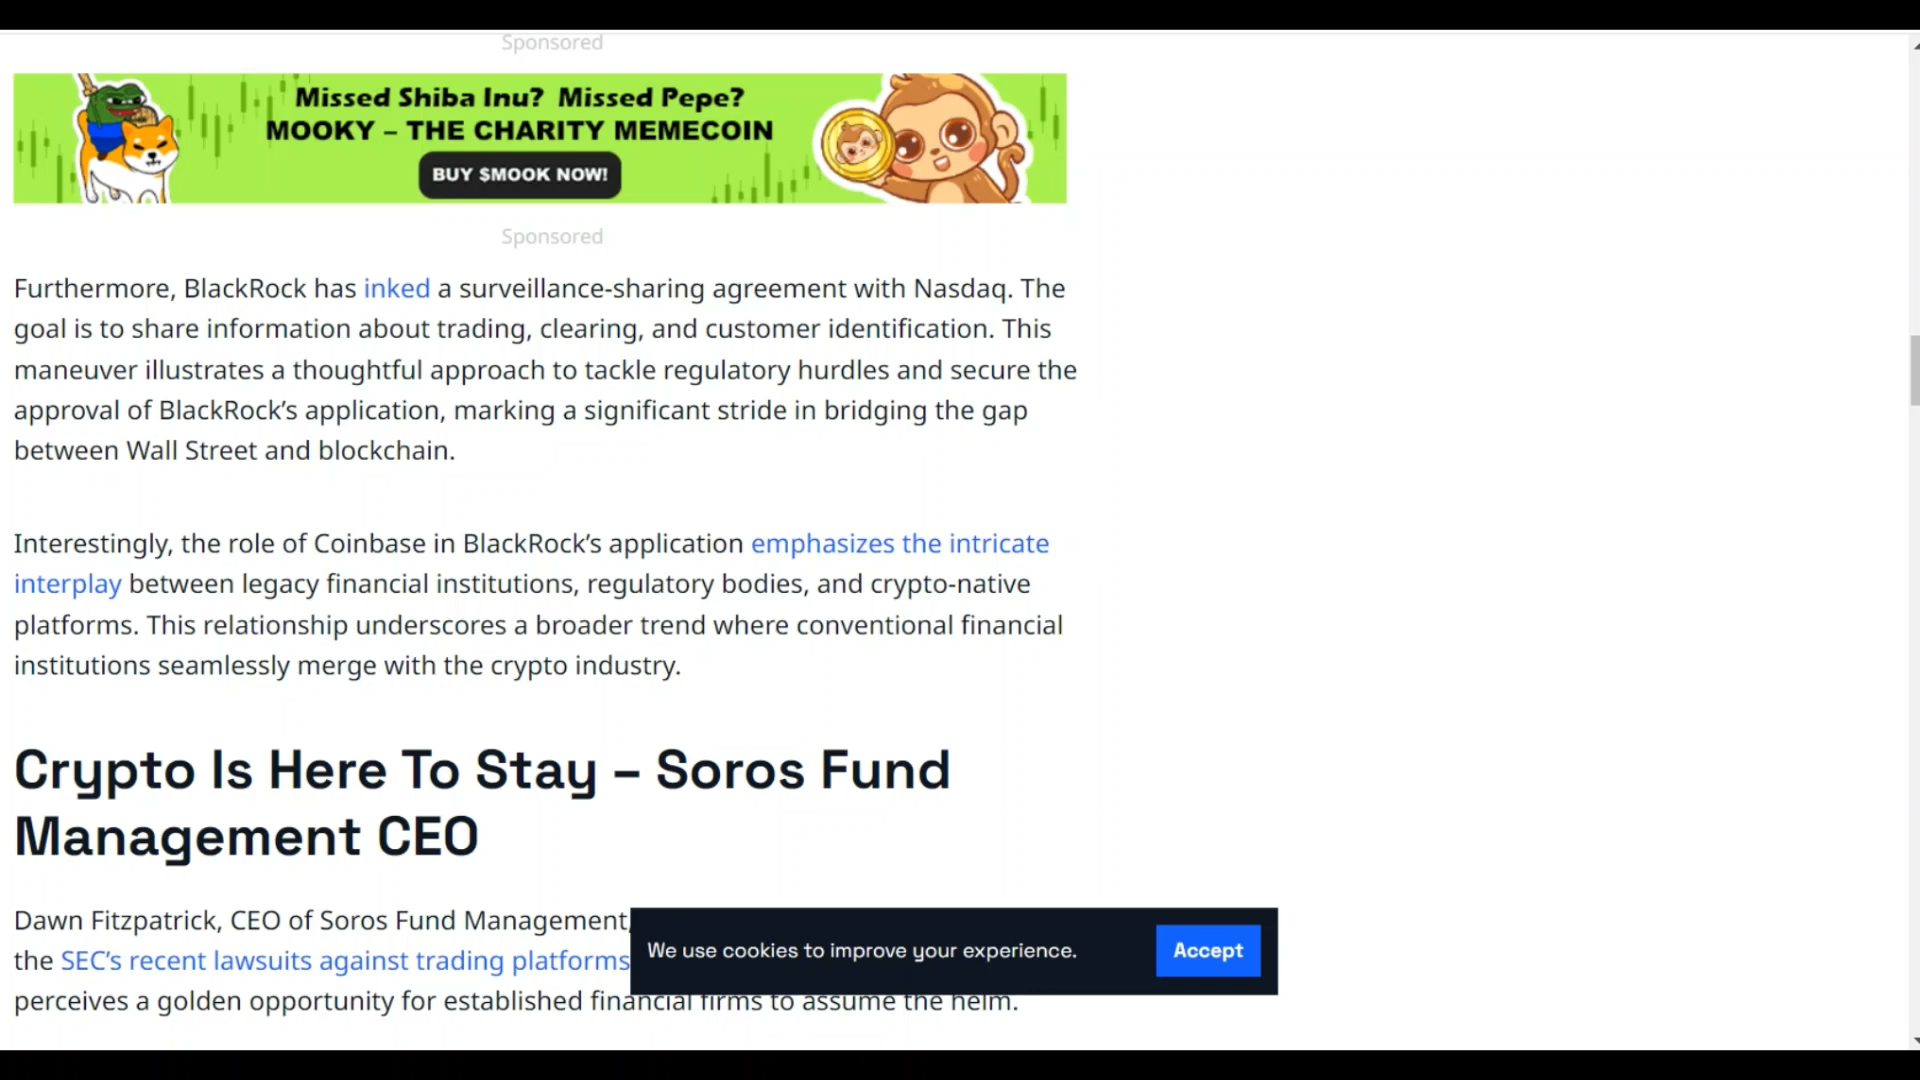 Sponsored
Missed Shiba Inu? Missed Pepe?
MOOKY – THE CHARITY MEMECOIN
BUY $MOOK NOW!
Sponsored
Furthermore, BlackRock has inked a surveillance-sharing agreement with Nasdaq. The
goal is to share information about trading, clearing, and customer identification. This
maneuver illustrates a thoughtful approach to tackle regulatory hurdles and secure the
approval of BlackRock’s application, marking a significant stride in bridging the gap
between Wall Street and blockchain.
Interestingly, the role of Coinbase in BlackRock’s application emphasizes the intricate
interplay between legacy financial institutions, regulatory bodies, and crypto-native
platforms. This relationship underscores a broader trend where conventional financial
institutions seamlessly merge with the crypto industry.
Crypto Is Here To Stay – Soros Fund
Management CEO
Dawn Fitzpatrick, CEO of Soros Fund Management,
the SEC’s recent lawsuits against trading platforms
perceives a golden opportunity for established financial firms to assume the helm.
We use cookies to improve your experience.
Accept